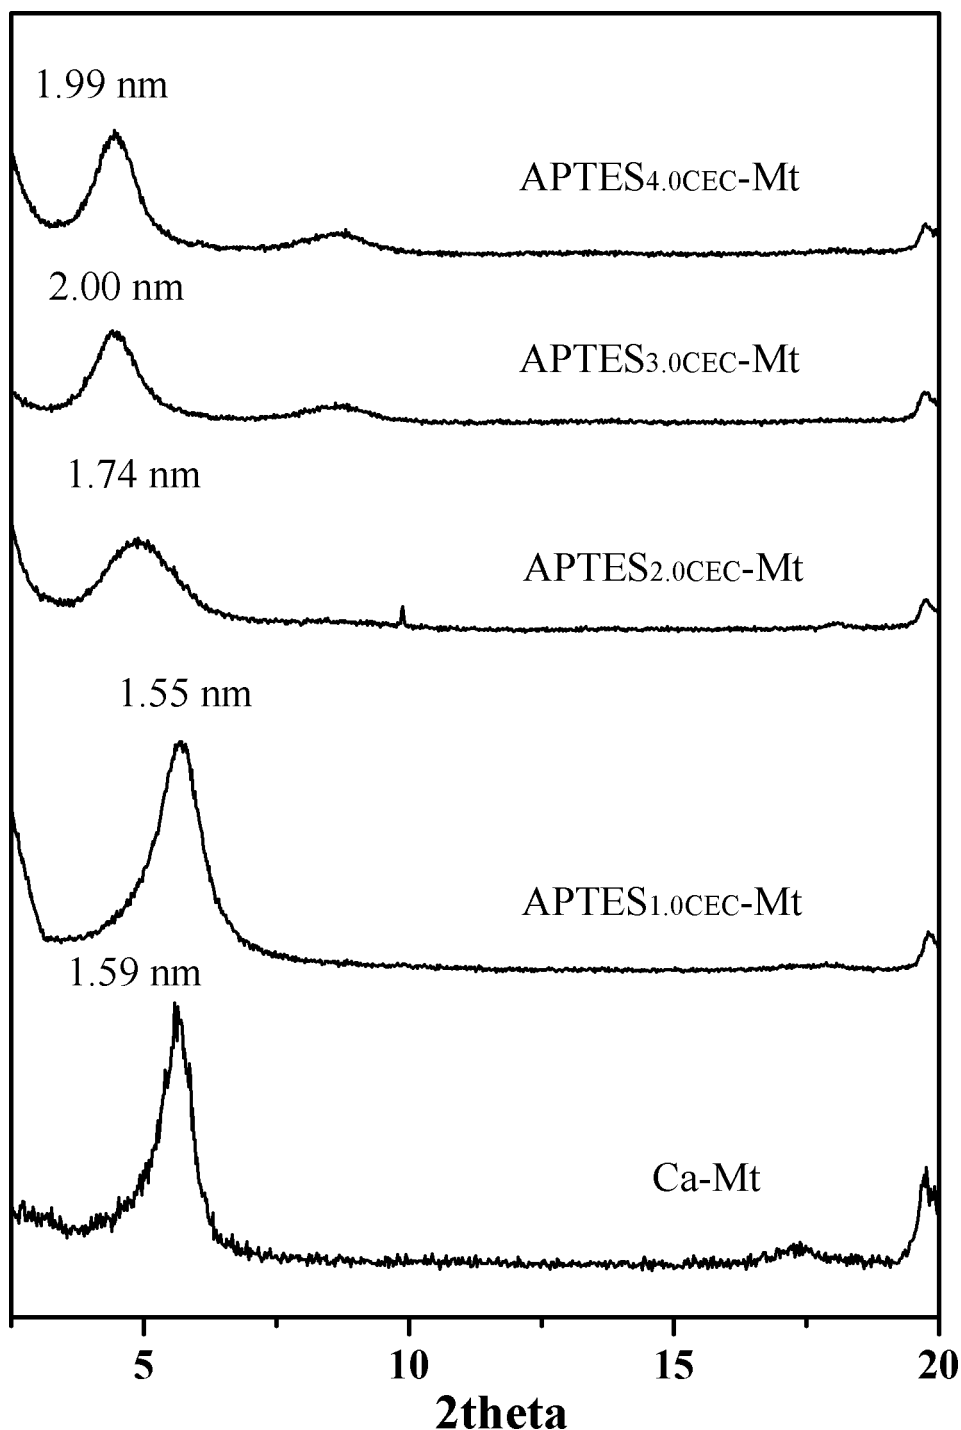 1.99 nm
APTES4.0CEC-Mt
2.00 nm
APTES3.0CEC-Mt
1.74 nm
APTES2.0CEC-Mt
1.55 nm
APTES1.0CEC-Mt
1.59 nm
Ca-Mt
5 10 15 20
2theta